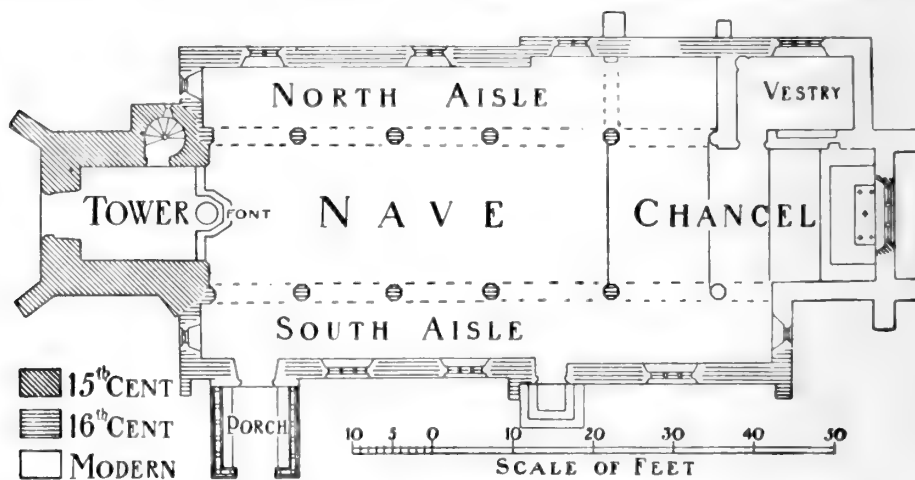 NORTH AISLE
VESTRY
TOWER
FONT
NAVE
CHANCEL
SOUTH AISLE
15th CENT
16th CENT
MODERN
PORCH
10 5 0 10 20 30 40 50
SCALE OF FEET